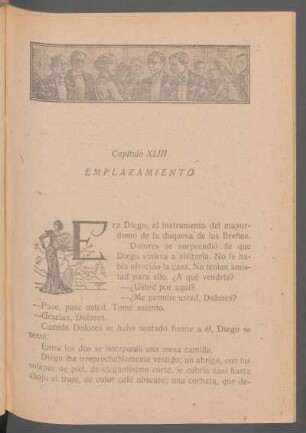 Capítulo XLIII
EMPLAZAMIENTO
Era Diego, el instrumento del mayor-
domo de la duquesa de los Breños.
Dolores se sorprendió de que
Diego viniera a visitarla. No le ha-
bía ofrecido la casa. No tenían amis-
tad para ello. ¿A qué vendría?
—¿Usted por aquí?
—¿Me permite usted, Dolores?
—Pase, pase usted. Tome asiento.
—Gracias, Dolores.
Cuando Dolores se hubo sentado frente a él, Diego se
sentó.
Entre los dos se interponía una mesa camilla.
Diego iba irreprochablemente vestido; un abrigo, con las
solapas de piel, de elegantísimo corte, le cubría casi hasta
abajo el traje, de color café obscuro; una corbata, que de-